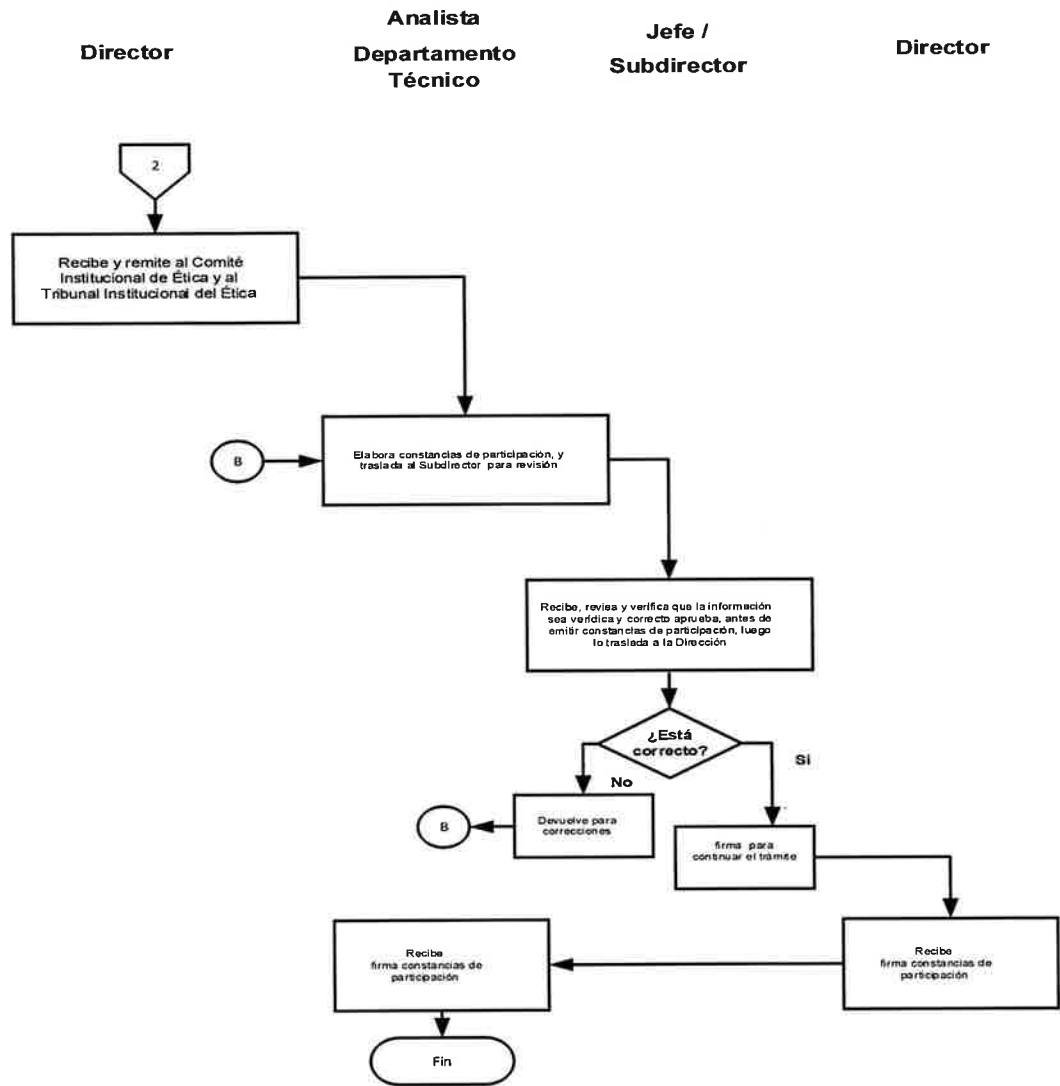 Director
Analista
Departamento
Técnico
Jefe /
Subdirector
Director
2
Recibe y remite al Comité
Institucional de Ética y al
Tribunal Institucional del Ética
B
Elabora constancias de participación, y
traslada al Subdirector para revisión
Recibe, revisa y verifica que la información
sea verídica y correcto aprueba, antes de
emitir constancias de participación, luego
lo traslada a la Dirección
¿Está
correcto?
No
Si
B
Devuelve para
correcciones
firma para
continuar el trámite
Recibe
firma constancias de
participación
Recibe
firma constancias de
participación
Fin